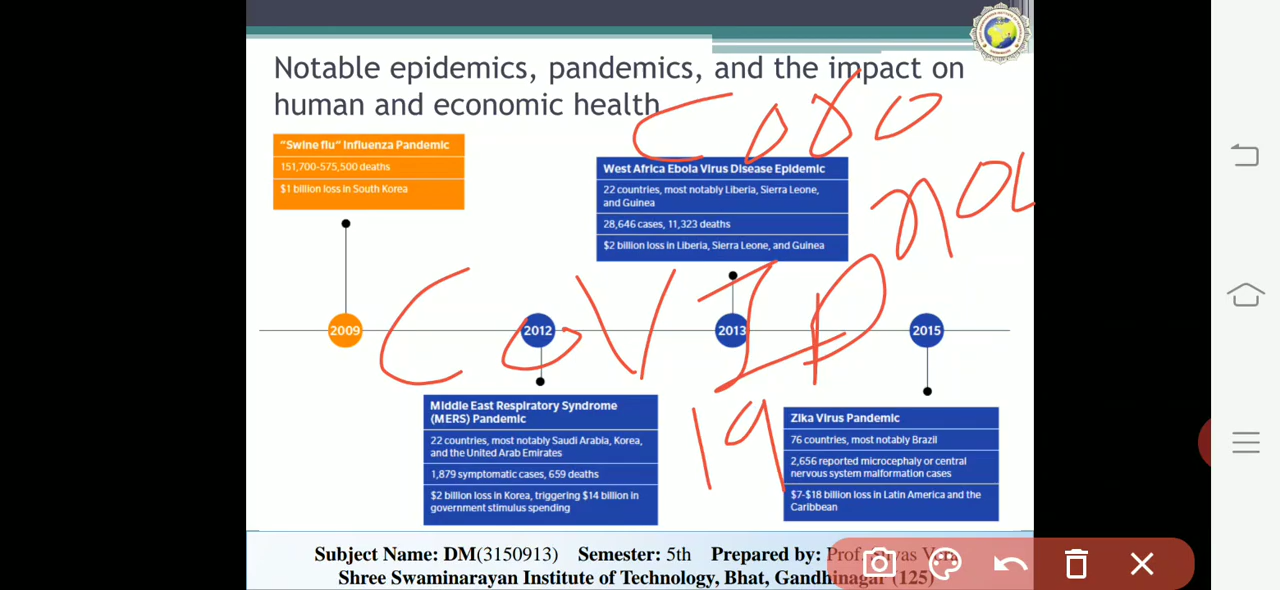 Notable epidemics, pandemics, and the impact on
human and economic health
Coro
na
"Swine flu" Influenza Pandemic
151,700-575,500 deaths
$1 billion loss in South Korea
West Africa Ebola Virus Disease Epidemic
22 countries, most notably Liberia, Sierra Leone,
and Guinea
28,646 cases, 11,323 deaths
$2 billion loss in Liberia, Sierra Leone, and Guinea
2009
2012
2013
2015
CoVID
19
Middle East Respiratory Syndrome
(MERS) Pandemic
22 countries, most notably Saudi Arabia, Korea,
and the United Arab Emirates
1,879 symptomatic cases, 659 deaths
$2 billion loss in Korea, triggering $14 billion in
government stimulus spending
Zika Virus Pandemic
76 countries, most notably Brazil
2,656 reported microcephaly or central
nervous system malformation cases
$7-$18 billion loss in Latin America and the
Caribbean
Subject Name: DM(3150913) Semester: 5th Prepared by: Prof.
Shree Swaminarayan Institute of Technology, Bhat, Gandhinagar (125)